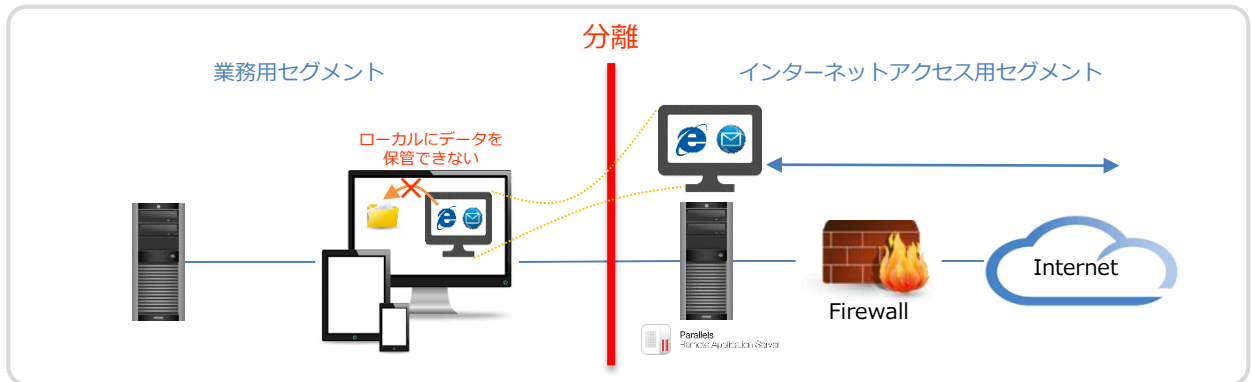 分離
業務用セグメント
インターネットアクセス用セグメント
ローカルにデータを
保管できない
Internet
Firewall
Parallels
Remote Application Server